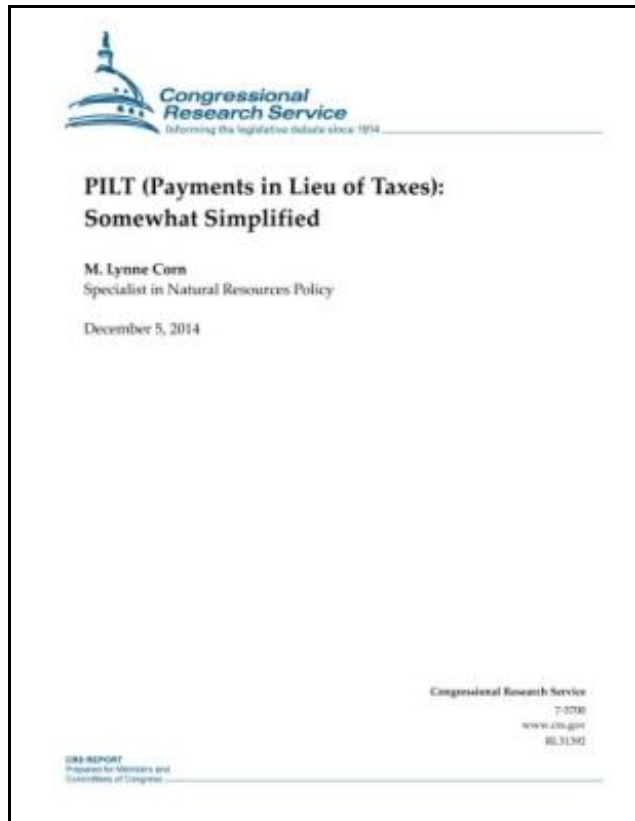 Congressional
Research Service
Informing the legislative debate since 1914
PILT (Payments in Lieu of Taxes):
Somewhat Simplified
M. Lynne Corn
Specialist in Natural Resources Policy
December 5, 2014
Congressional Research Service
7-5700
www.crs.gov
RL31392
CRS REPORT
Prepared for Members and
Committees of Congress